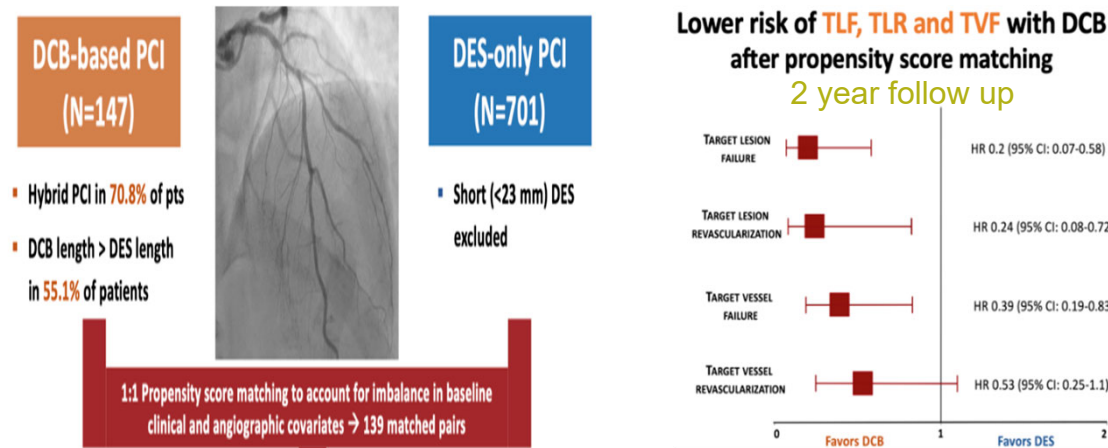 DCB-based PCI
(N=147)
▪ Hybrid PCI in 70.8% of pts
▪ DCB length > DES length
in 55.1% of patients
DES-only PCI
(N=701)
▪ Short (<23 mm) DES
excluded
1:1 Propensity score matching to account for imbalance in baseline
clinical and angiographic covariates → 139 matched pairs
Lower risk of TLF, TLR and TVF with DCB
after propensity score matching
2 year follow up
TARGET LESION
FAILURE
HR 0.2 (95% CI: 0.07-0.58)
TARGET LESION
REVASCULARIZATION
HR 0.24 (95% CI: 0.08-0.72
TARGET VESSEL
FAILURE
HR 0.39 (95% CI: 0.19-0.83
TARGET VESSEL
REVASCULARIZATION
HR 0.53 (95% CI: 0.25-1.1)
0 1 2
Favors DCB Favors DES